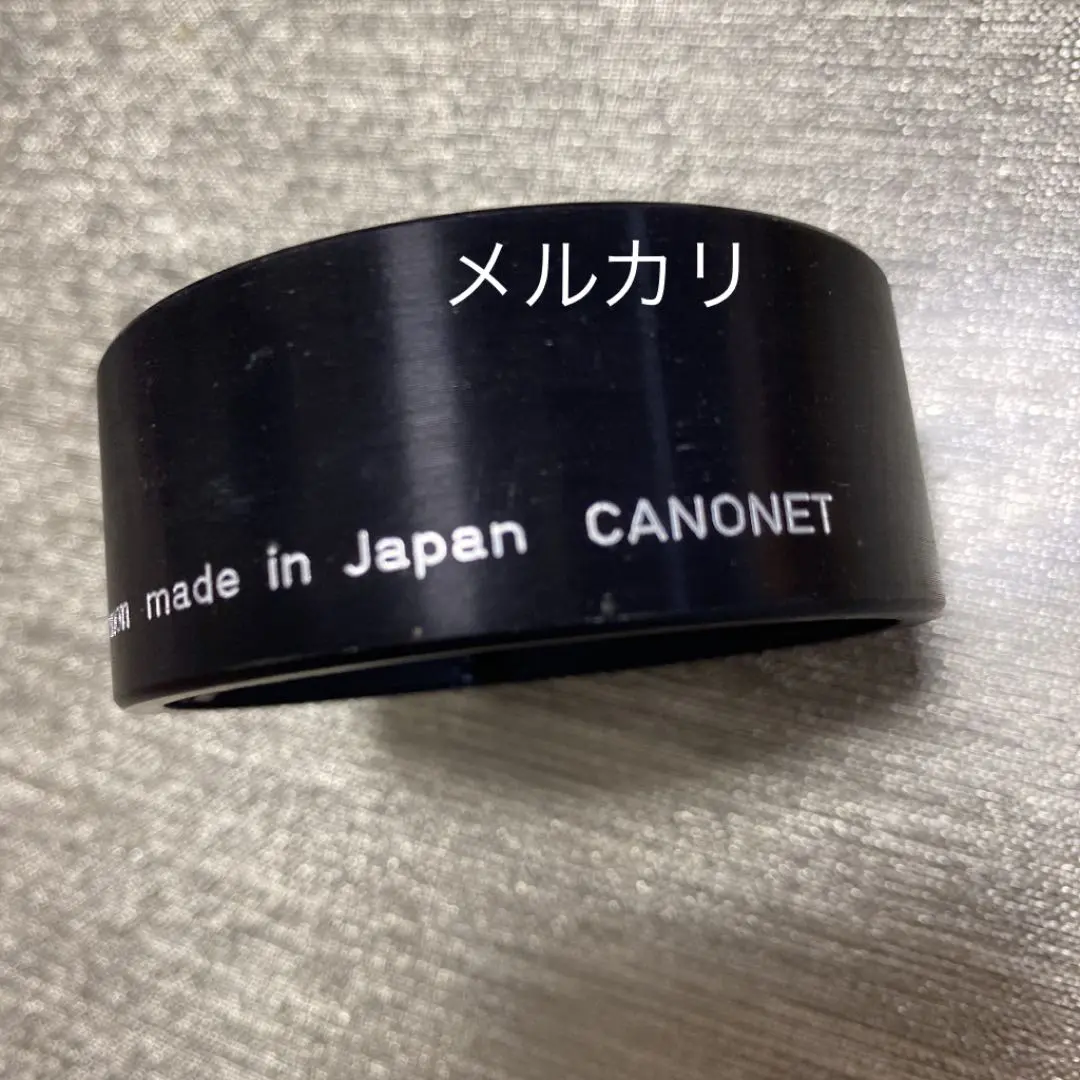 メルカリ
made in Japan CANONET